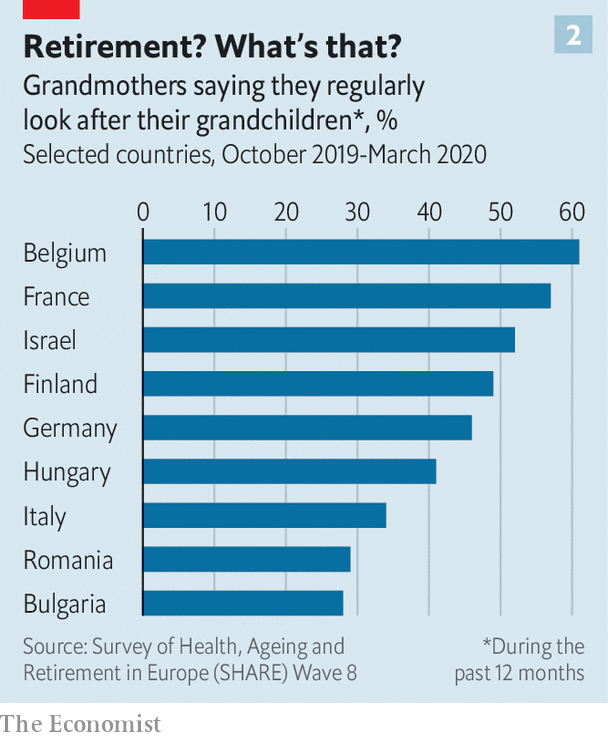 Retirement? What’s that?
2
Grandmothers saying they regularly
look after their grandchildren*, %
Selected countries, October 2019-March 2020
0 10 20 30 40 50 60
Belgium
France
Israel
Finland
Germany
Hungary
Italy
Romania
Bulgaria
Source: Survey of Health, Ageing and
Retirement in Europe (SHARE) Wave 8
*During the
past 12 months
The Economist